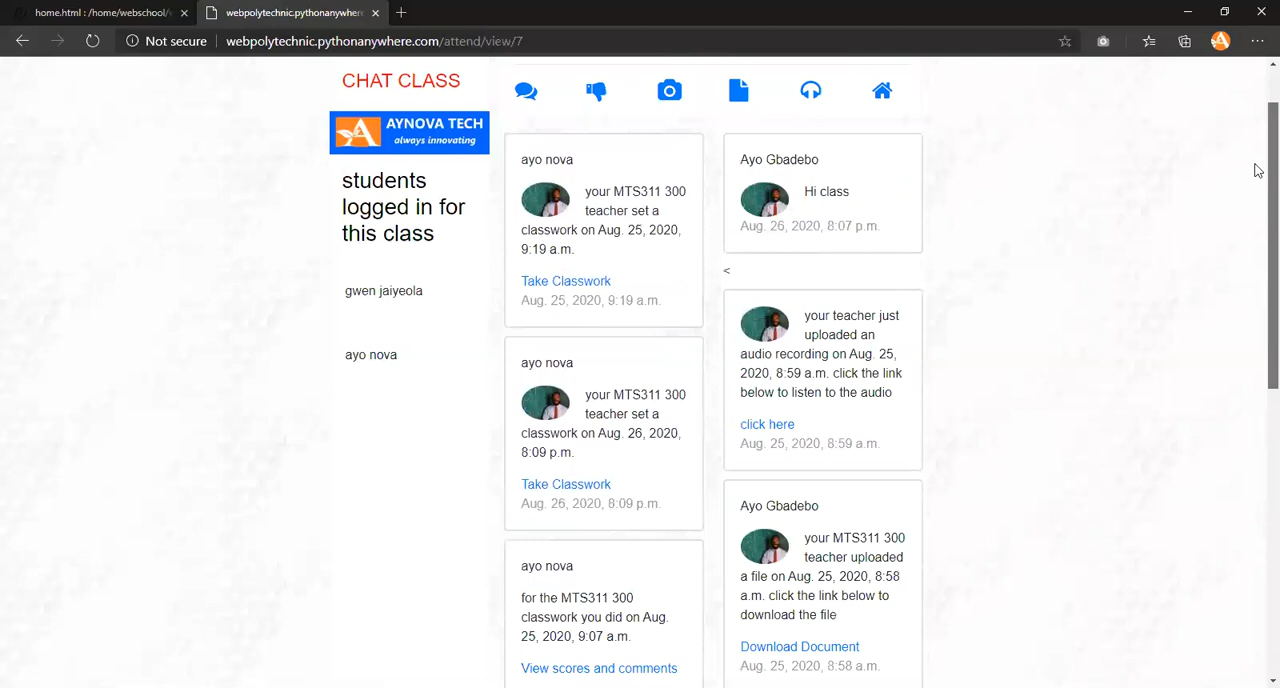 home.html : /home/webschool/
webpolytechnic.pythonanywhere
Not secure
webpolytechnic.pythonanywhere.com/attend/view/7
CHAT CLASS
AYNOVA TECH
always innovating
students
logged in for
this class
gwen jaiyeola
ayo nova
ayo nova
your MTS311 300
teacher set a
classwork on Aug. 25, 2020,
9:19 a.m.
Take Classwork
Aug. 25, 2020, 9:19 a.m.
ayo nova
your MTS311 300
teacher set a
classwork on Aug. 26, 2020,
8:09 p.m.
Take Classwork
Aug. 26, 2020, 8:09 p.m.
ayo nova
for the MTS311 300
classwork you did on Aug.
25, 2020, 9:07 a.m.
View scores and comments
Ayo Gbadebo
Hi class
Aug. 26, 2020, 8:07 p.m.
<
your teacher just
uploaded an
audio recording on Aug. 25,
2020, 8:59 a.m. click the link
below to listen to the audio
click here
Aug. 25, 2020, 8:59 a.m.
Ayo Gbadebo
your MTS311 300
teacher uploaded
a file on Aug. 25, 2020, 8:58
a.m. click the link below to
download the file
Download Document
Aug. 25, 2020, 8:58 a.m.